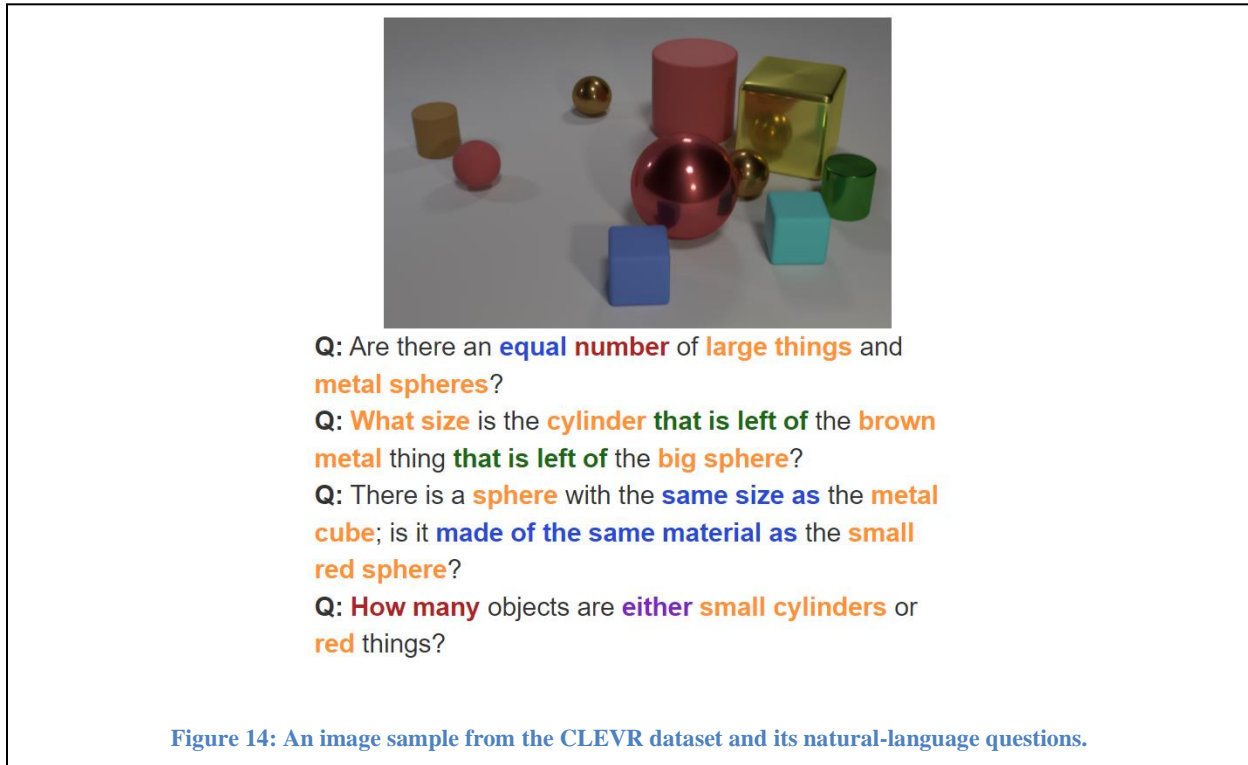 Q: Are there an equal number of large things and
metal spheres?
Q: What size is the cylinder that is left of the brown
metal thing that is left of the big sphere?
Q: There is a sphere with the same size as the metal
cube; is it made of the same material as the small
red sphere?
Q: How many objects are either small cylinders or
red things?
Figure 14: An image sample from the CLEVR dataset and its natural-language questions.